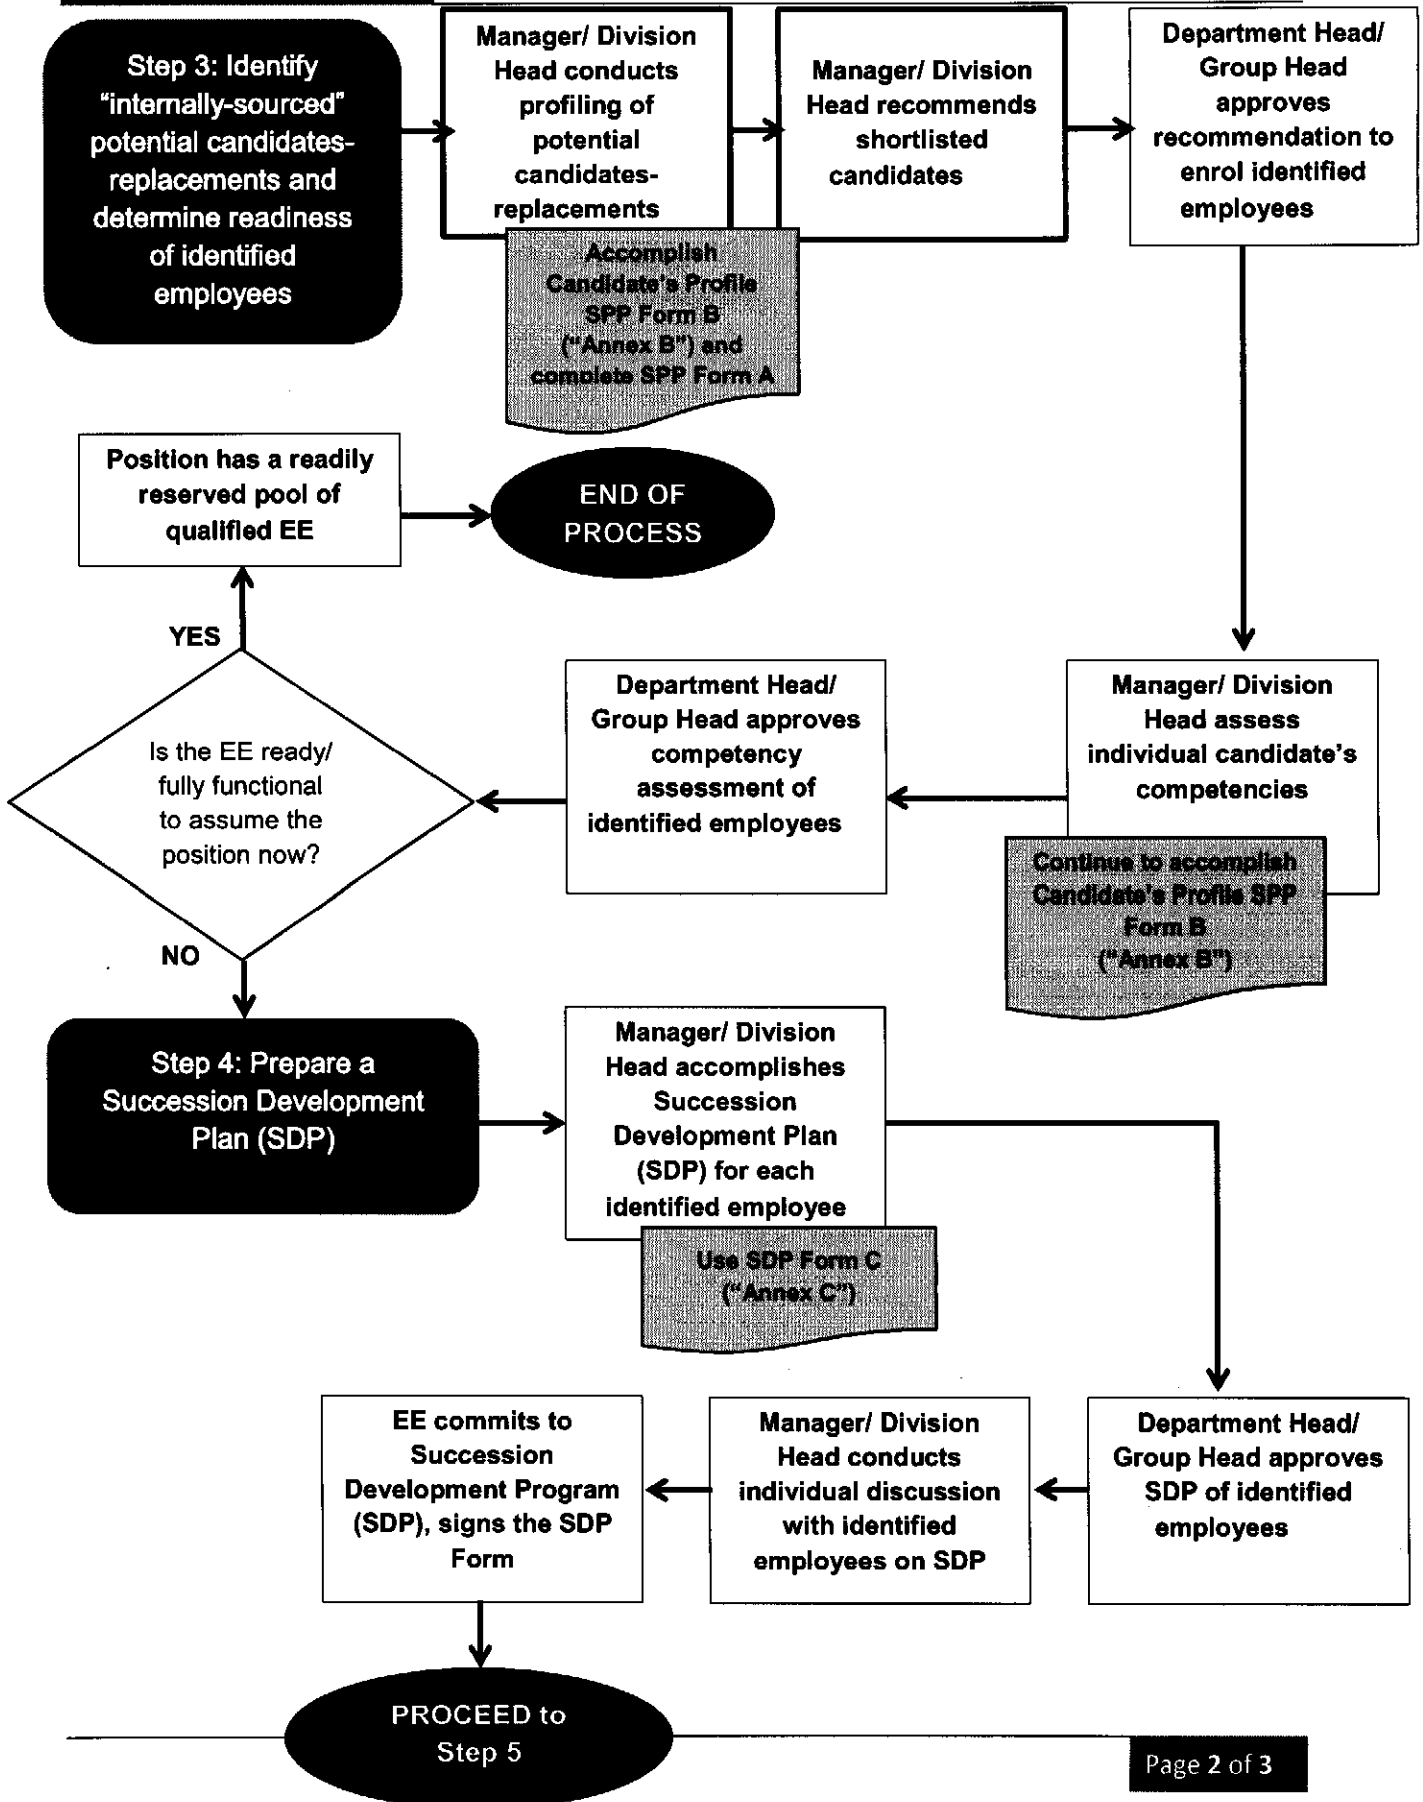 Step 3: Identify
“internally-sourced”
potential candidates-
replacements and
determine readiness
of identified
employees
Manager/ Division
Head conducts
profiling of
potential
candidates-
replacements
Accomplish
Candidate's Profile
SPP Form B
(“Annex B”) and
complete SPP Form A
Manager/ Division
Head recommends
shortlisted
candidates
Department Head/
Group Head
approves
recommendation to
enrol identified
employees
Manager/ Division
Head assess
individual candidate's
competencies
Continue to accomplish
Candidate's Profile SPP
Form B
(“Annex B”)
Department Head/
Group Head approves
competency
assessment of
identified employees
Is the EE ready/
fully functional
to assume the
position now?
YES
Position has a readily
reserved pool of
qualified EE
END OF
PROCESS
NO
Step 4: Prepare a
Succession Development
Plan (SDP)
Manager/ Division
Head accomplishes
Succession
Development Plan
(SDP) for each
identified employee
Use SDP Form C
(“Annex C”)
Department Head/
Group Head approves
SDP of identified
employees
Manager/ Division
Head conducts
individual discussion
with identified
employees on SDP
EE commits to
Succession
Development Program
(SDP), signs the SDP
Form
PROCEED to
Step 5
Page 2 of 3